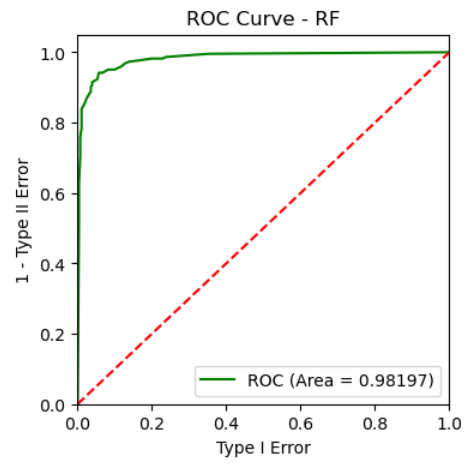 ROC Curve - RF
1.0
0.8
0.6
0.4
0.2
0.0
1 - Type II Error
ROC (Area = 0.98197)
0.0 0.2 0.4 0.6 0.8 1.0
Type I Error